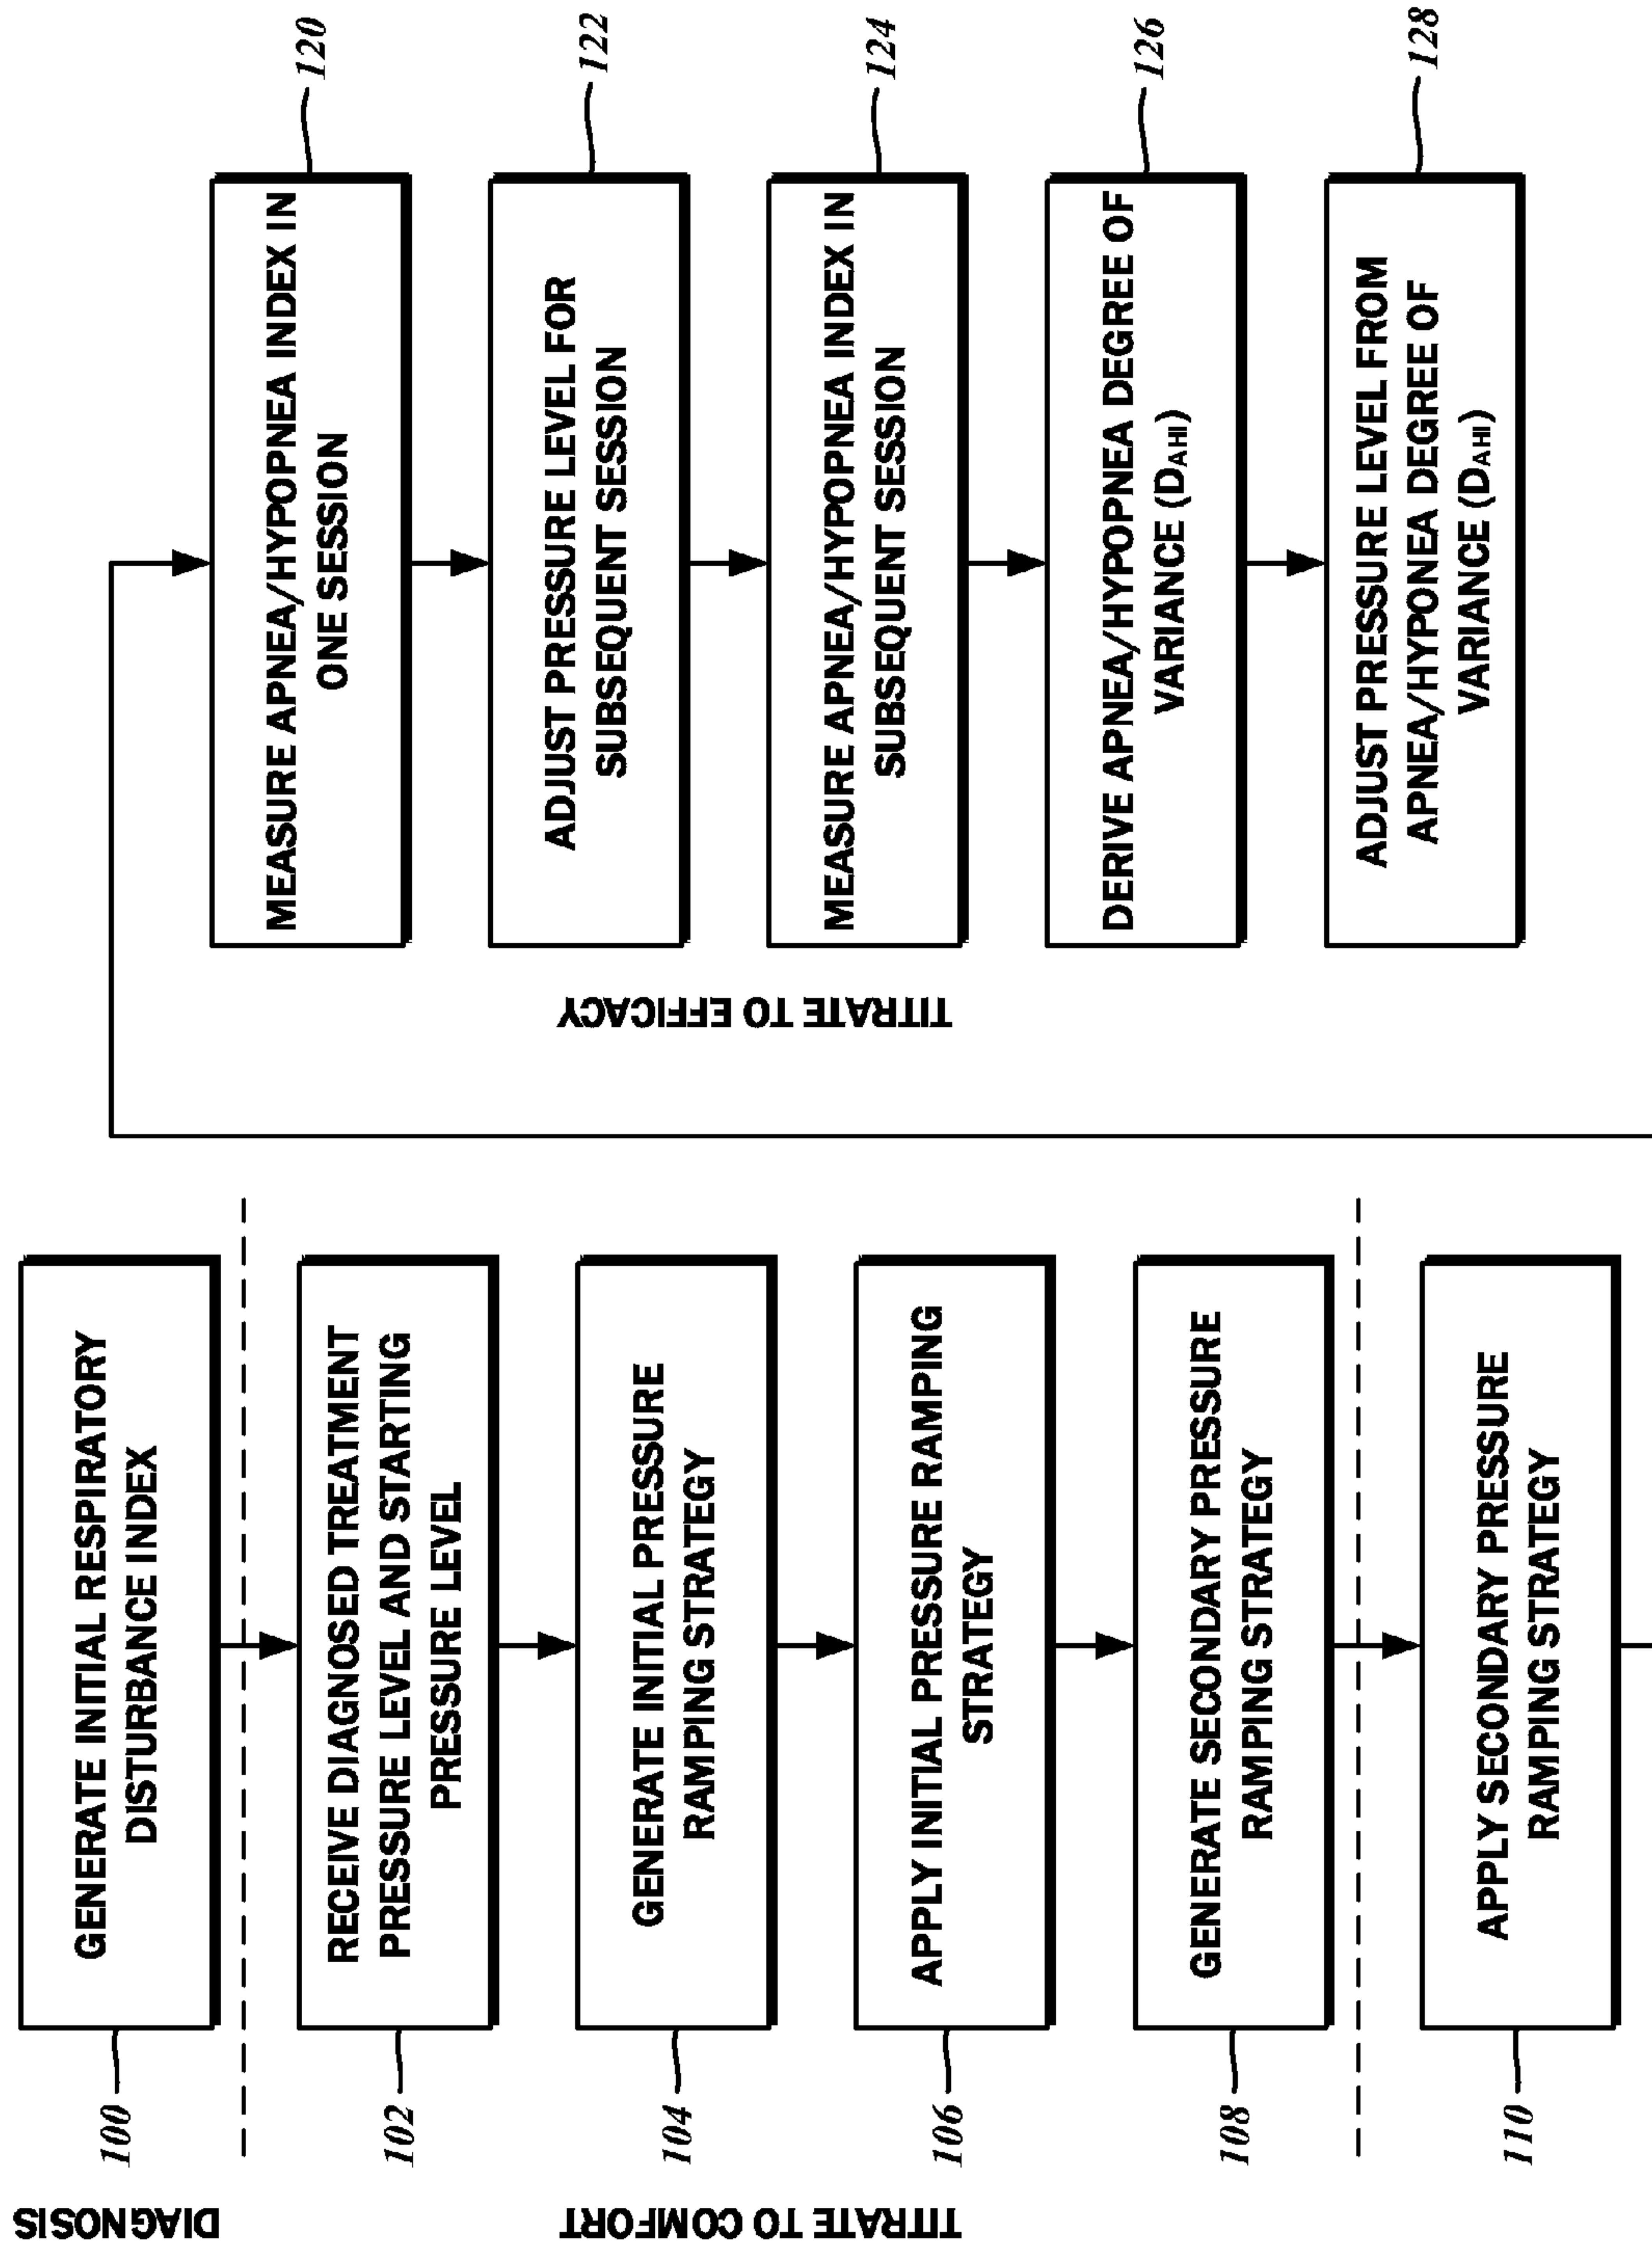 DIAGNOSIS
100
GENERATE INITIAL RESPIRATORY
DISTURBANCE INDEX
TITRATE TO COMFORT
102
RECEIVE DIAGNOSED TREATMENT
PRESSURE LEVEL AND STARTING
PRESSURE LEVEL
104
GENERATE INITIAL PRESSURE
RAMPING STRATEGY
106
APPLY INITIAL PRESSURE RAMPING
STRATEGY
108
GENERATE SECONDARY PRESSURE
RAMPING STRATEGY
110
APPLY SECONDARY PRESSURE
RAMPING STRATEGY
TITRATE TO EFFICACY
MEASURE APNEA/HYPOPNEA INDEX IN
ONE SESSION
120
ADJUST PRESSURE LEVEL FOR
SUBSEQUENT SESSION
122
MEASURE APNEA/HYPOPNEA INDEX IN
SUBSEQUENT SESSION
124
DERIVE APNEA/HYPOPNEA DEGREE OF
VARIANCE (DAHI)
126
ADJUST PRESSURE LEVEL FROM
APNEA/HYPONEA DEGREE OF
VARIANCE (DAHI)
128